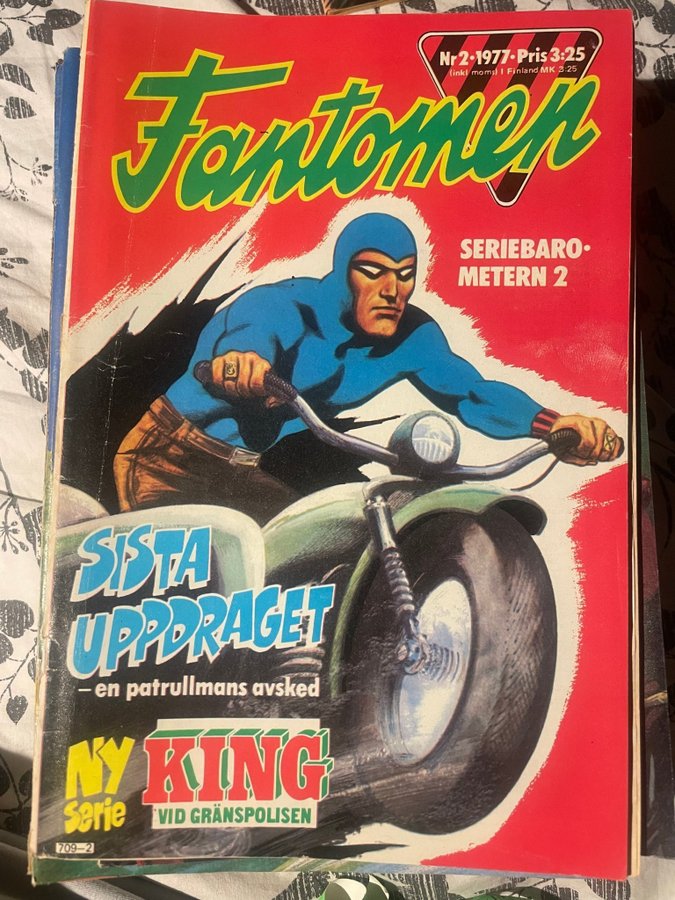 Nr 2 • 1977 • Pris 3:25
(inkl moms) I Finland MK 3:25
Fantomen
SERIEBARO-
METERN 2
SISTA
UPPDRAGET
– en patrullmans avsked
NY
serie
KING
VID GRÄNSPOLISEN
709–2